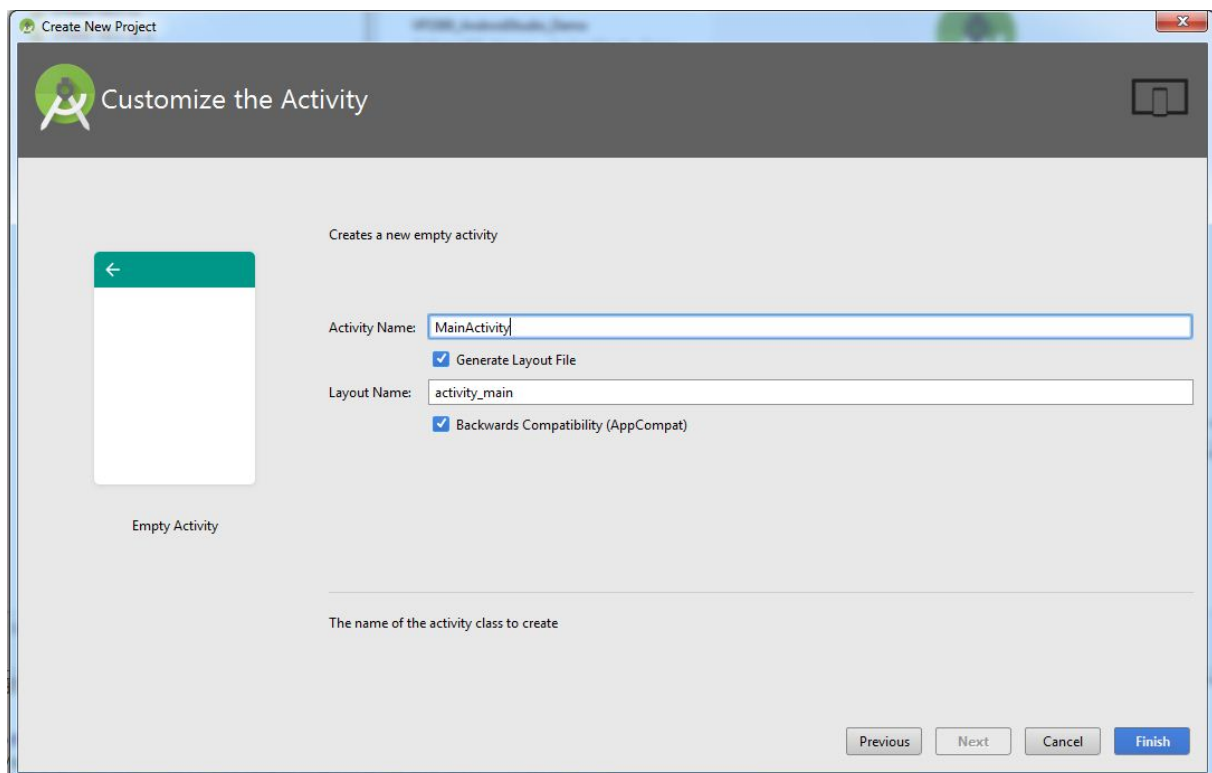 Create New Project
Customize the Activity
Creates a new empty activity
Activity Name: MainActivity
Generate Layout File
Layout Name: activity_main
Backwards Compatibility (AppCompat)
Empty Activity
The name of the activity class to create
Previous Next Cancel Finish